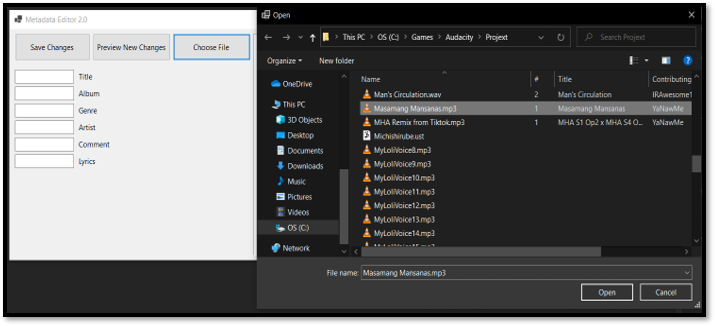 Metadata Editor 2.0
Save Changes Preview New Changes Choose File
Title
Album
Genre
Artist
Comment
Lyrics
Open
This PC > OS (C:) > Games > Audacity > Projext
Search Projext
Organize New folder
OneDrive
This PC
3D Objects
Desktop
Documents
Downloads
Music
Pictures
Videos
OS (C:)
Network
Name # Title Contributing
Man's Circulation.wav 2 Man's Circulation IRAwesome1
Masamang Mansanas.mp3 1 Masamang Mansanas YaNawMe
MHA Remix from Tiktok.mp3 1 MHA S1 Op2 x MHA S4 O... YaNawMe
Michishirube.ust
MyLoliVoice8.mp3
MyLoliVoice9.mp3
MyLoliVoice10.mp3
MyLoliVoice11.mp3
MyLoliVoice12.mp3
MyLoliVoice13.mp3
MyLoliVoice14.mp3
MyLoliVoice15.mp3
File name: Masamang Mansanas.mp3
Open Cancel